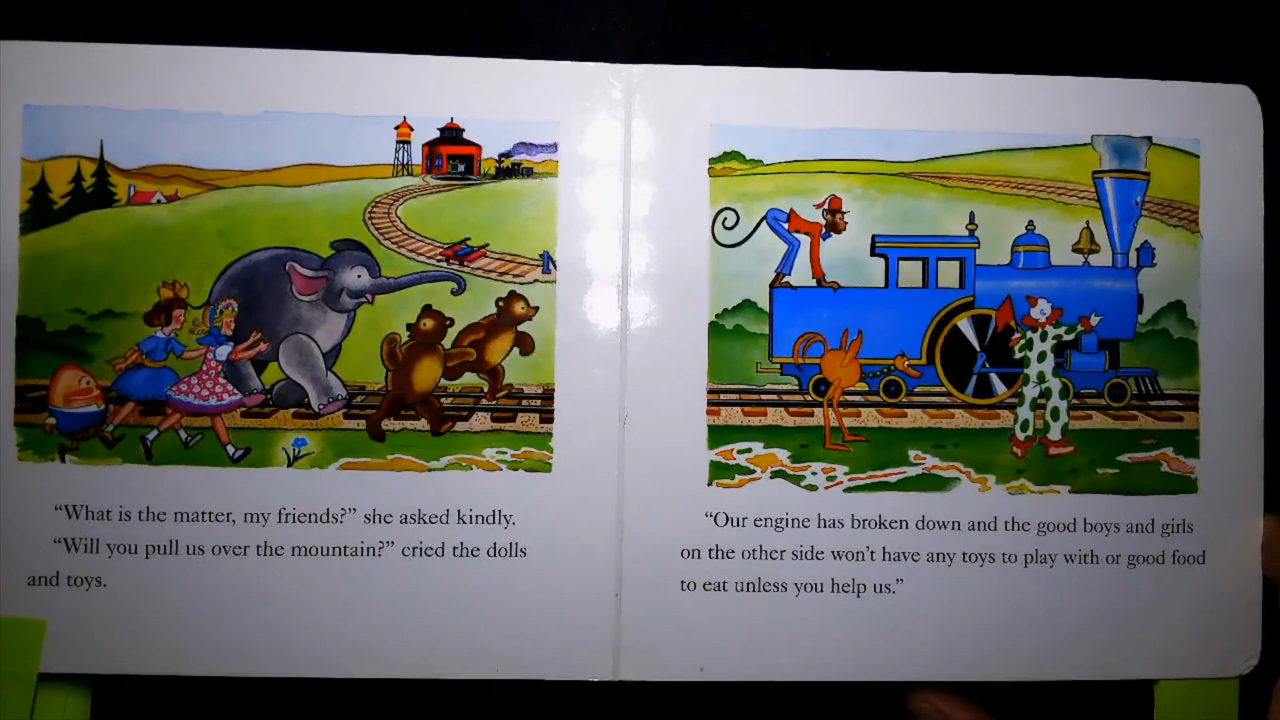 “What is the matter, my friends?” she asked kindly.
“Will you pull us over the mountain?” cried the dolls
and toys.
“Our engine has broken down and the good boys and girls
on the other side won’t have any toys to play with or good food
to eat unless you help us.”